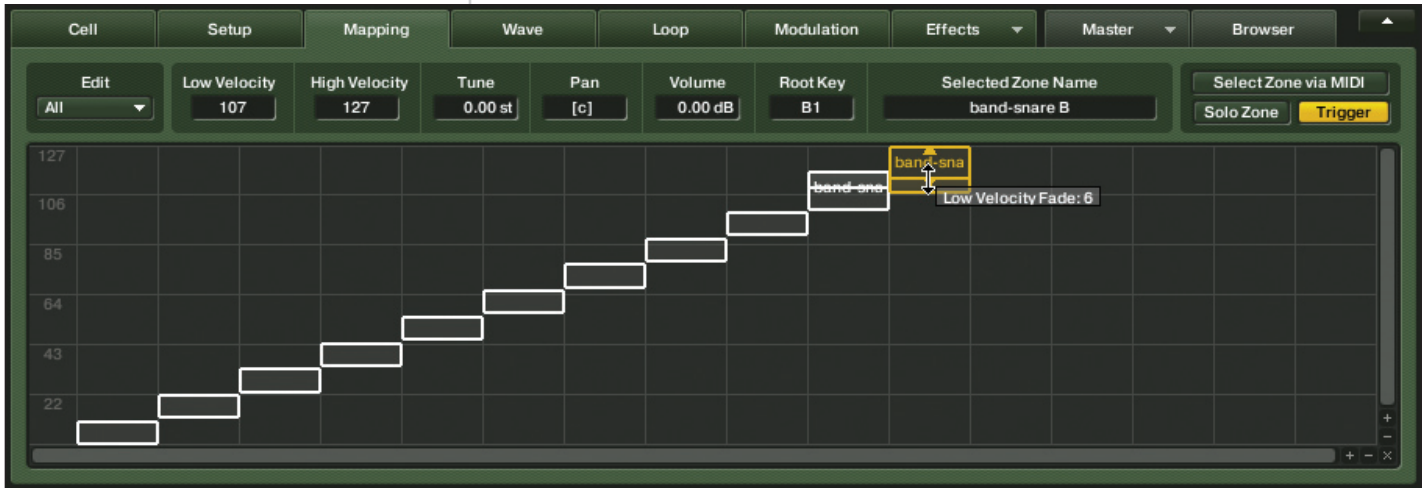 Cell Setup Mapping Wave Loop Modulation Effects Master Browser
Edit Low Velocity High Velocity Tune Pan Volume Root Key Selected Zone Name Select Zone via MIDI
All 107 127 0.00 st [c] 0.00 dB B1 band-snare B Solo Zone Trigger
127
band-sna
band-sna
Low Velocity Fade: 6
106
85
64
43
22